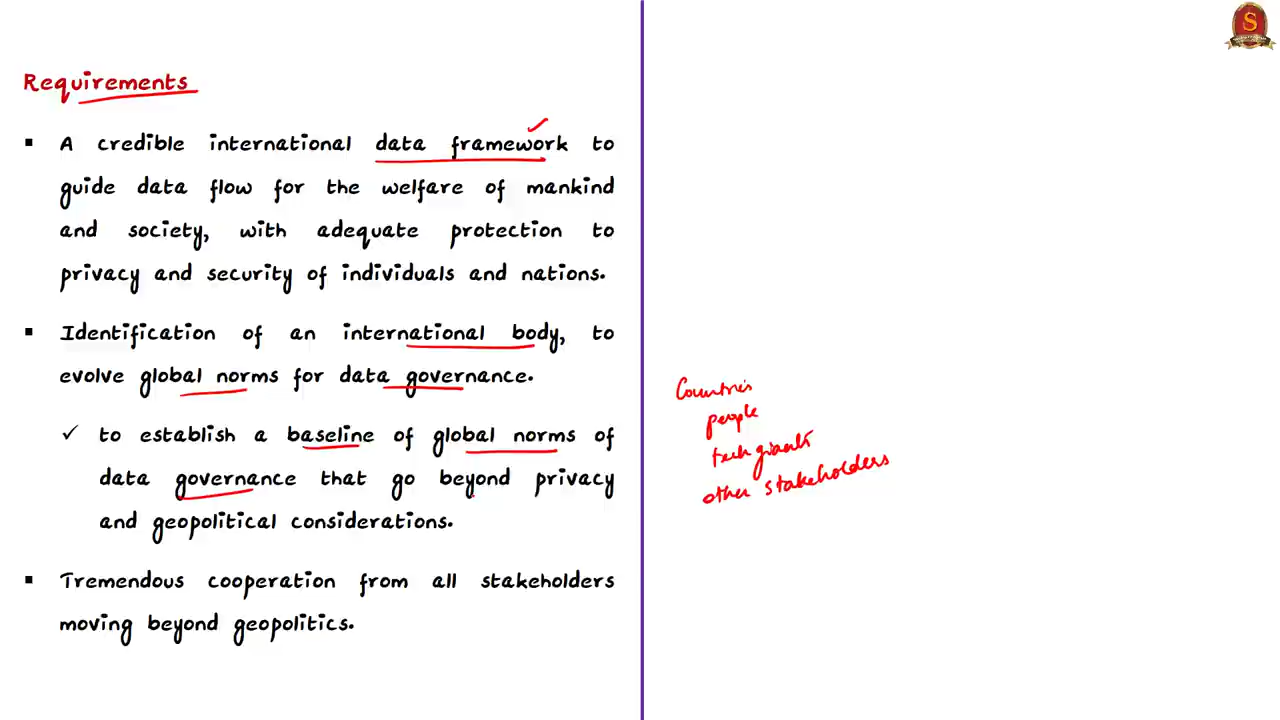 Requirements
▪ A credible international data framework to
guide data flow for the welfare of mankind
and society, with adequate protection to
privacy and security of individuals and nations.
▪ Identification of an international body, to
evolve global norms for data governance.
✓ to establish a baseline of global norms of
data governance that go beyond privacy
and geopolitical considerations.
▪ Tremendous cooperation from all stakeholders
moving beyond geopolitics.
Countries
people
tech giants
other stakeholders
S